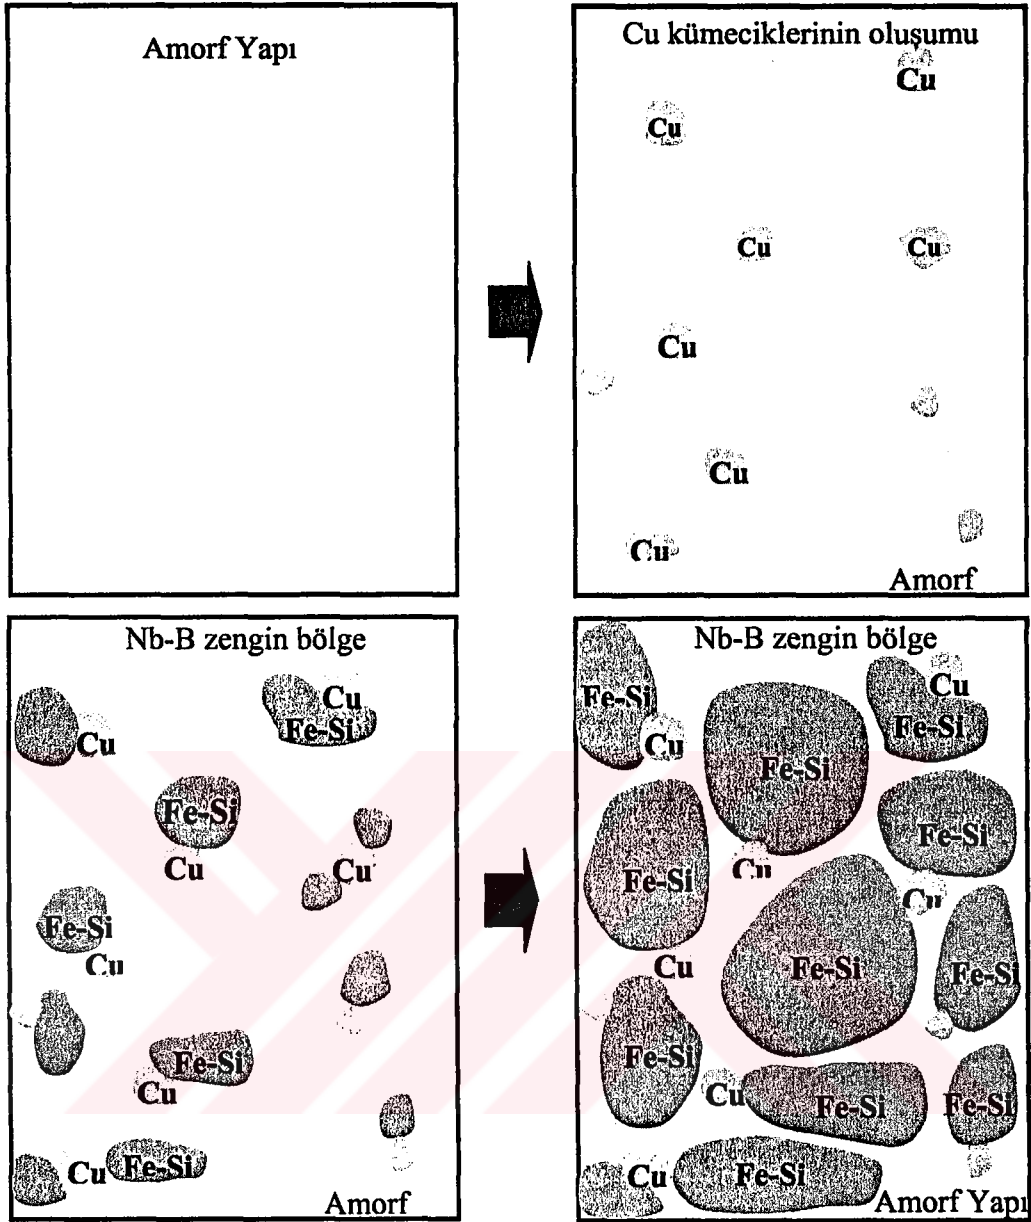 Amorf Yapı
Cu kümeciklerinin oluşumu
Cu
Cu
Cu
Cu
Cu
Cu
Cu
Amorf
Nb-B zengin bölge
Cu
Fe-Si
Cu
Fe-Si
Cu
Cu
Fe-Si
Cu
Fe-Si
Cu
Cu
Fe-Si
Amorf
Nb-B zengin bölge
Fe-Si
Cu
Fe-Si
Cu
Fe-Si
Fe-Si
Cu
Fe-Si
Cu
Cu
Fe-Si
Fe-Si
Fe-Si
Cu
Fe-Si
Fe-Si
Cu
Fe-Si
Amorf Yapı